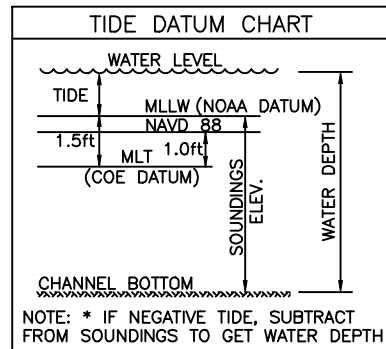 TIDE DATUM CHART
WATER LEVEL
TIDE
MLLW (NOAA DATUM)
NAVD 88
1.5ft
1.0ft
MLT
(COE DATUM)
SOUNDINGS
ELEV.
WATER DEPTH
CHANNEL BOTTOM
NOTE: * IF NEGATIVE TIDE, SUBTRACT
FROM SOUNDINGS TO GET WATER DEPTH